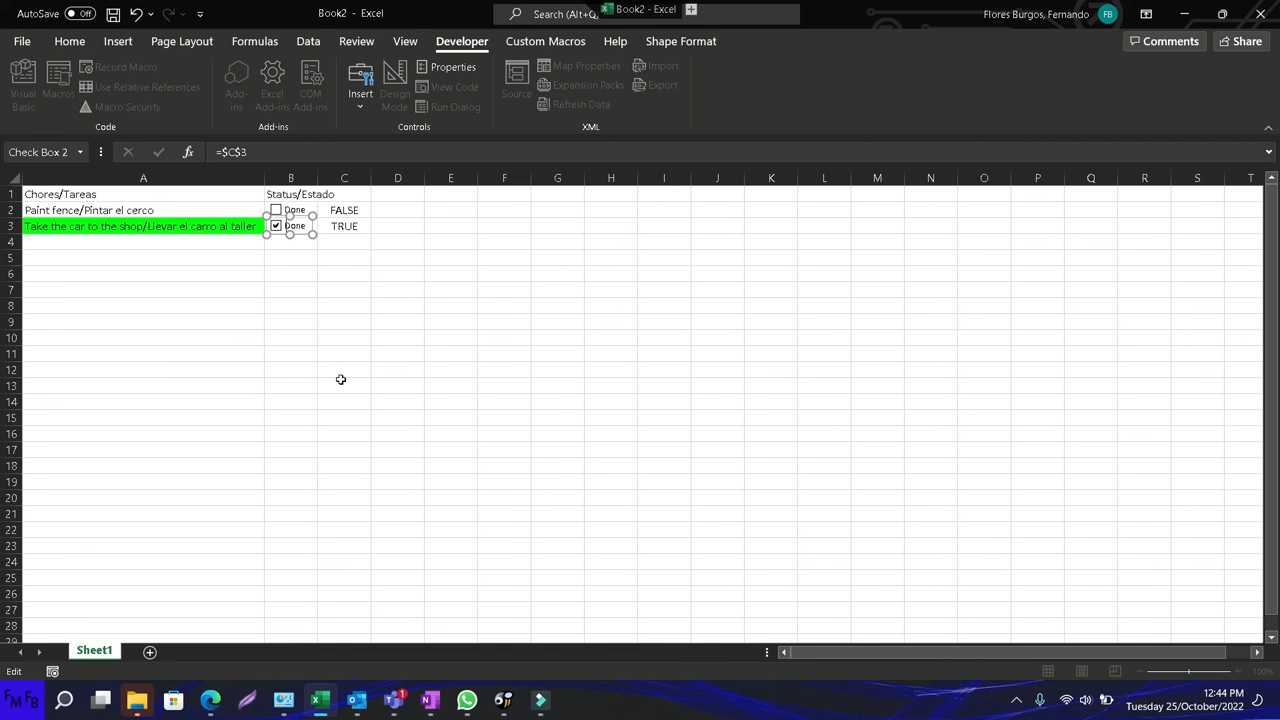 AutoSave Off
Book2 - Excel
Search (Alt+Q)
Book2 - Excel
Flores Burgos, Fernando
FB
File Home Insert Page Layout Formulas Data Review View Developer Custom Macros Help Shape Format
Comments Share
Visual Basic
Macros
Record Macro
Use Relative References
Macro Security
Code
Add-ins
Excel Add-ins
COM Add-ins
Add-ins
Insert
Design Mode
Properties
View Code
Run Dialog
Controls
Source
Map Properties
Expansion Packs
Refresh Data
Import
Export
XML
Check Box 2 fx =$C$3
A B C D E F G H I J K L M N O P Q R S T
1 Chores/Tareas Status/Estado
2 Paint fence/Pintar el cerco Done FALSE
3 Take the car to the shop/Llevar el carro al taller Done TRUE
4
5
6
7
8
9
10
11
12
13
14
15
16
17
18
19
20
21
22
23
24
25
26
27
28
29
Sheet1
Edit
100%
FM FB
1
12:44 PM
Tuesday 25/October/2022